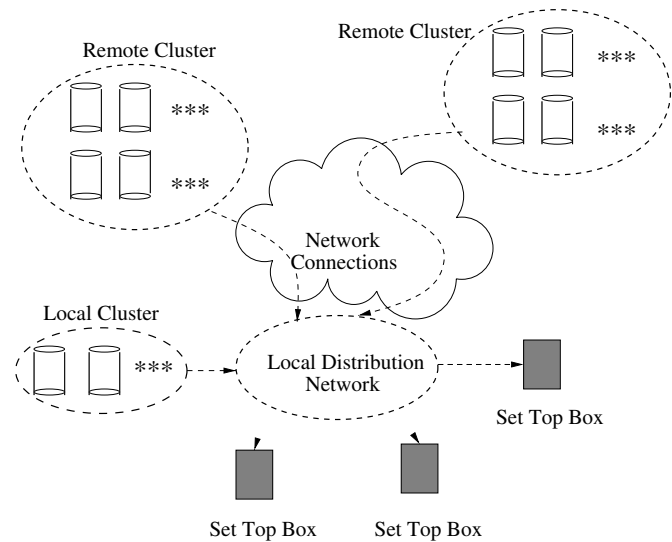 Remote Cluster
Remote Cluster
***
***
***
***
Network
Connections
Local Cluster
***
Local Distribution
Network
Set Top Box
Set Top Box
Set Top Box